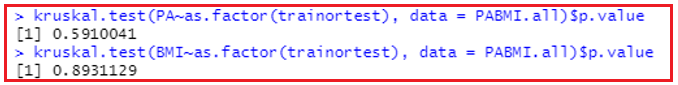 > kruskal.test(PA~as.factor(trainortest), data = PABMI.all)$p.value
[1] 0.5910041
> kruskal.test(BMI~as.factor(trainortest), data = PABMI.all)$p.value
[1] 0.8931129